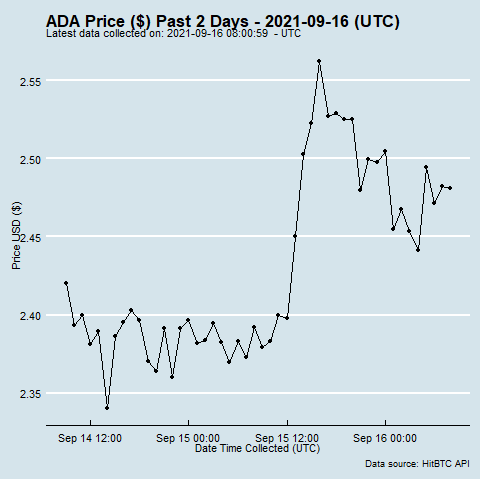 ADA Price ($) Past 2 Days - 2021-09-16 (UTC)
Latest data collected on: 2021-09-16 08:00:59 - UTC
2.55
2.50
2.45
2.40
2.35
Price USD ($)
Sep 14 12:00
Sep 15 00:00
Sep 15 12:00
Sep 16 00:00
Date Time Collected (UTC)
Data source: HitBTC API